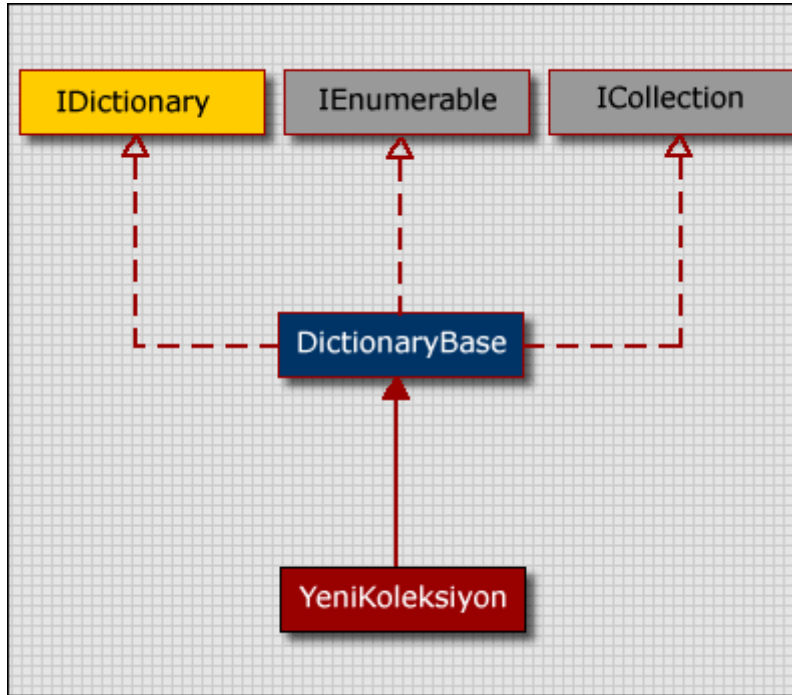 IDictionary
IEnumerable
ICollection
DictionaryBase
YeniKoleksiyon